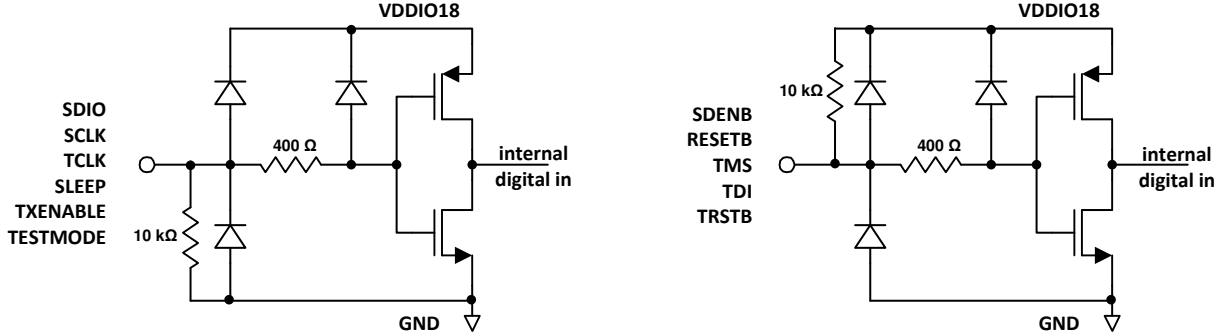 VDDIO18
10 kΩ
SDIO
SCLK
TCLK
SLEEP
TXENABLE
TESTMODE
400 Ω
internal
digital in
GND
VDDIO18
10 kΩ
SDENB
RESETB
TMS
TDI
TRSTB
400 Ω
internal
digital in
GND